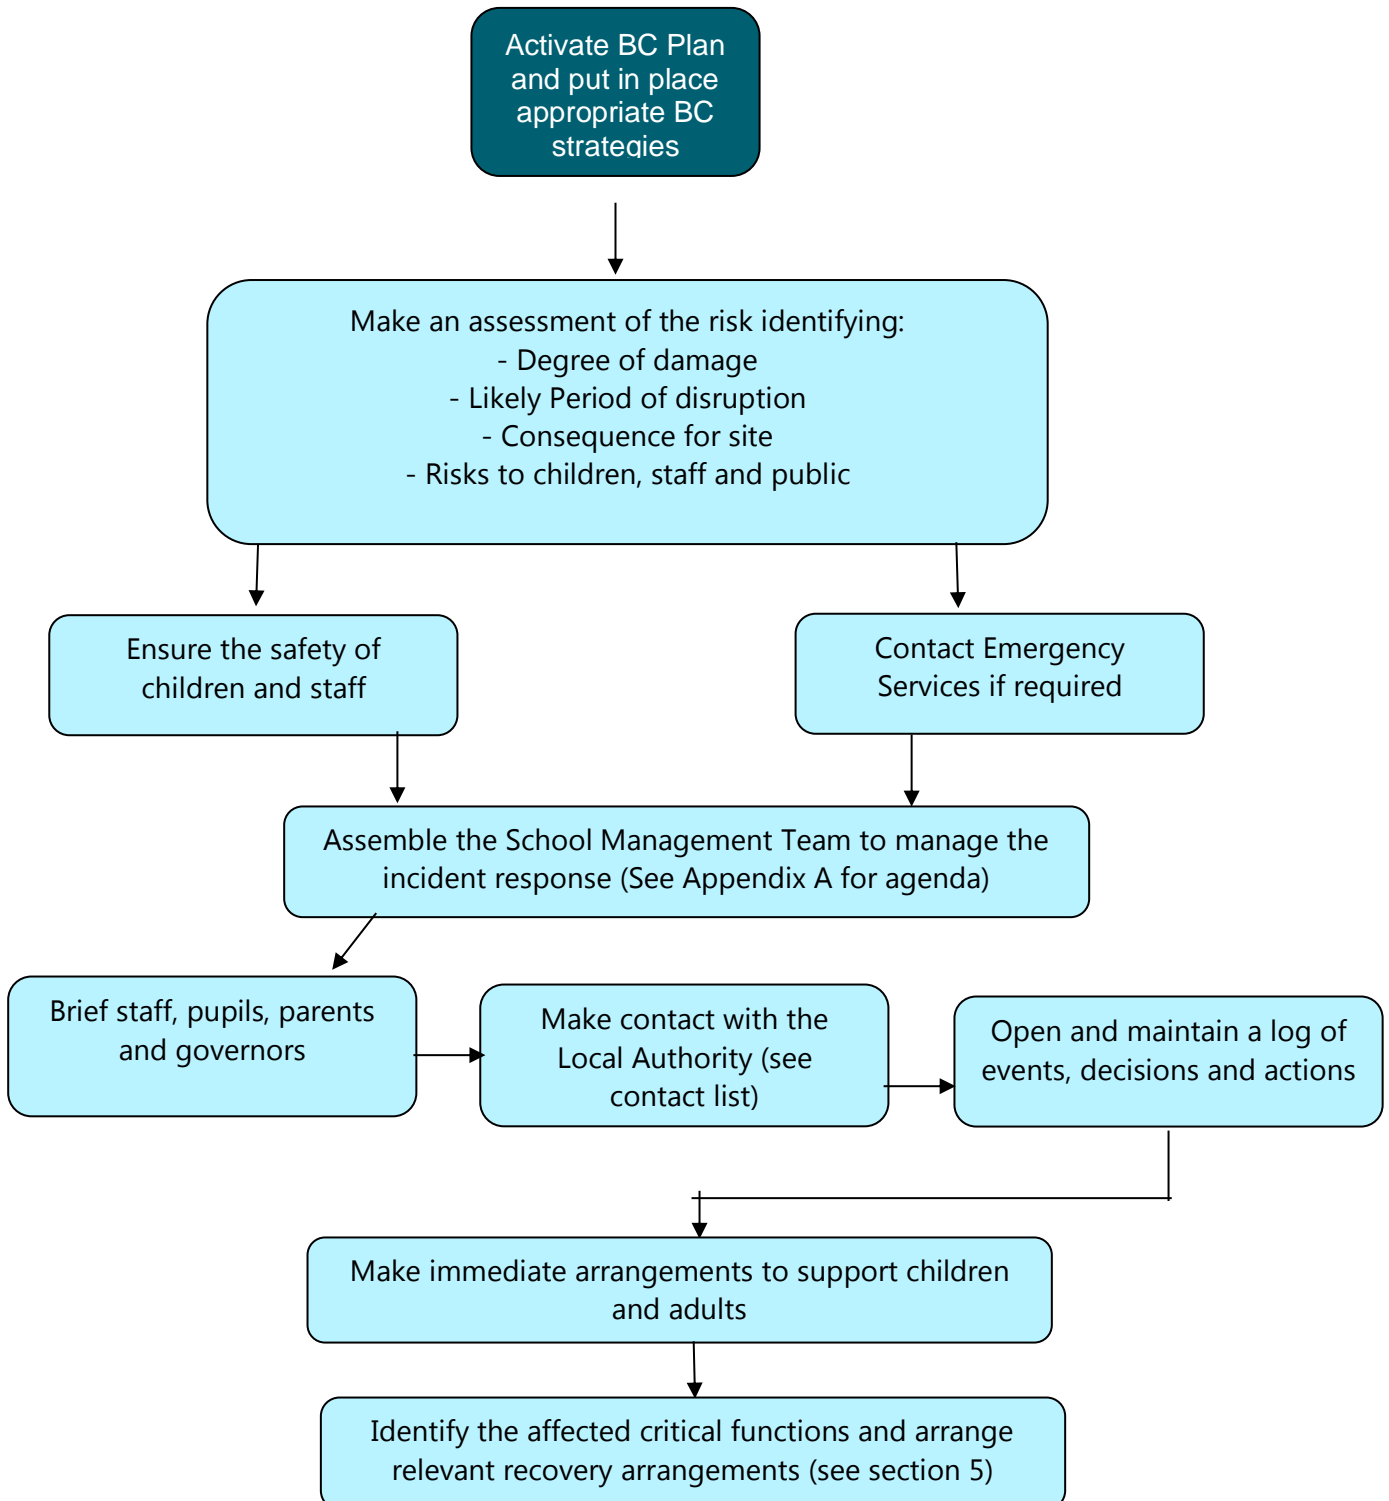 Activate BC Plan
and put in place
appropriate BC
strategies
Make an assessment of the risk identifying:
- Degree of damage
- Likely Period of disruption
- Consequence for site
- Risks to children, staff and public
Ensure the safety of
children and staff
Contact Emergency
Services if required
Assemble the School Management Team to manage the
incident response (See Appendix A for agenda)
Brief staff, pupils, parents
and governors
Make contact with the
Local Authority (see
contact list)
Open and maintain a log of
events, decisions and actions
Make immediate arrangements to support children
and adults
Identify the affected critical functions and arrange
relevant recovery arrangements (see section 5)